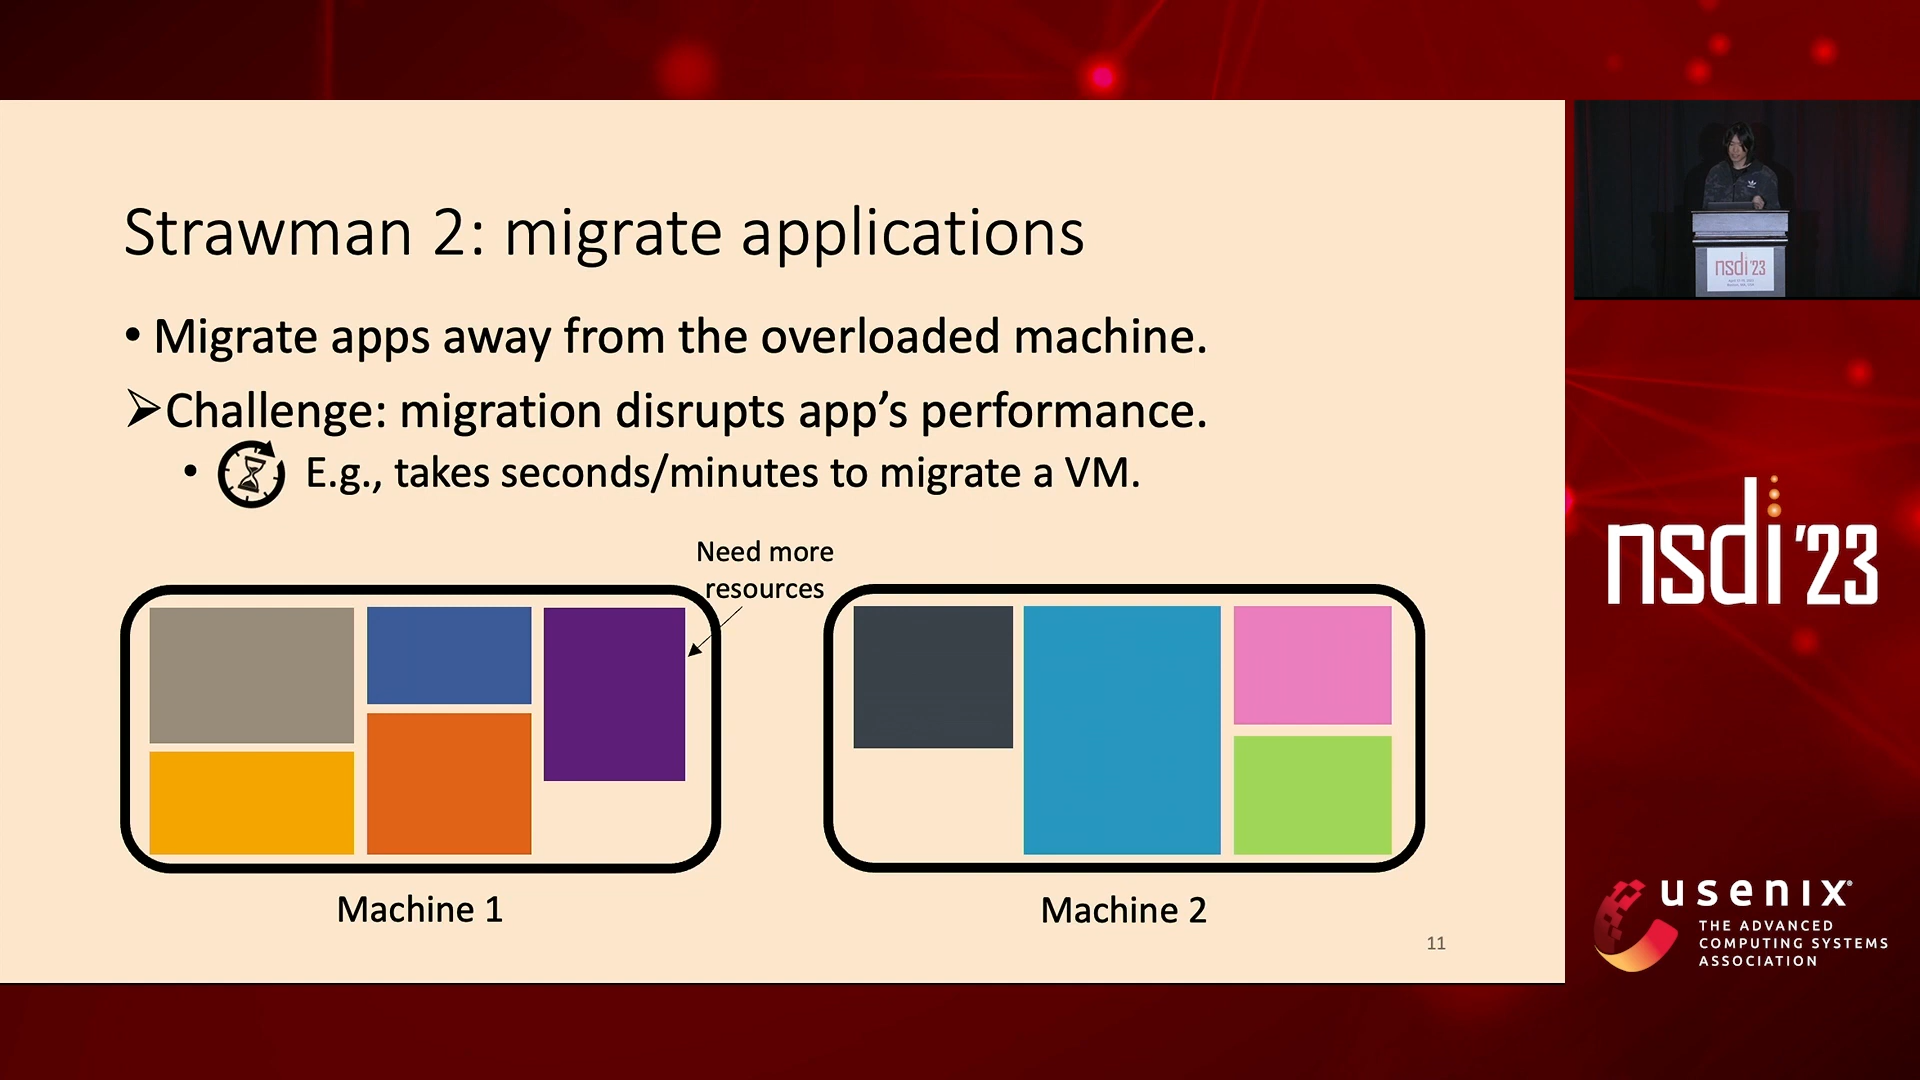 Strawman 2: migrate applications
• Migrate apps away from the overloaded machine.
➢Challenge: migration disrupts app's performance.
• E.g., takes seconds/minutes to migrate a VM.
Need more
resources
Machine 1
Machine 2
11
nsdi '23
nsdi '23
usenix®
THE ADVANCED
COMPUTING SYSTEMS
ASSOCIATION